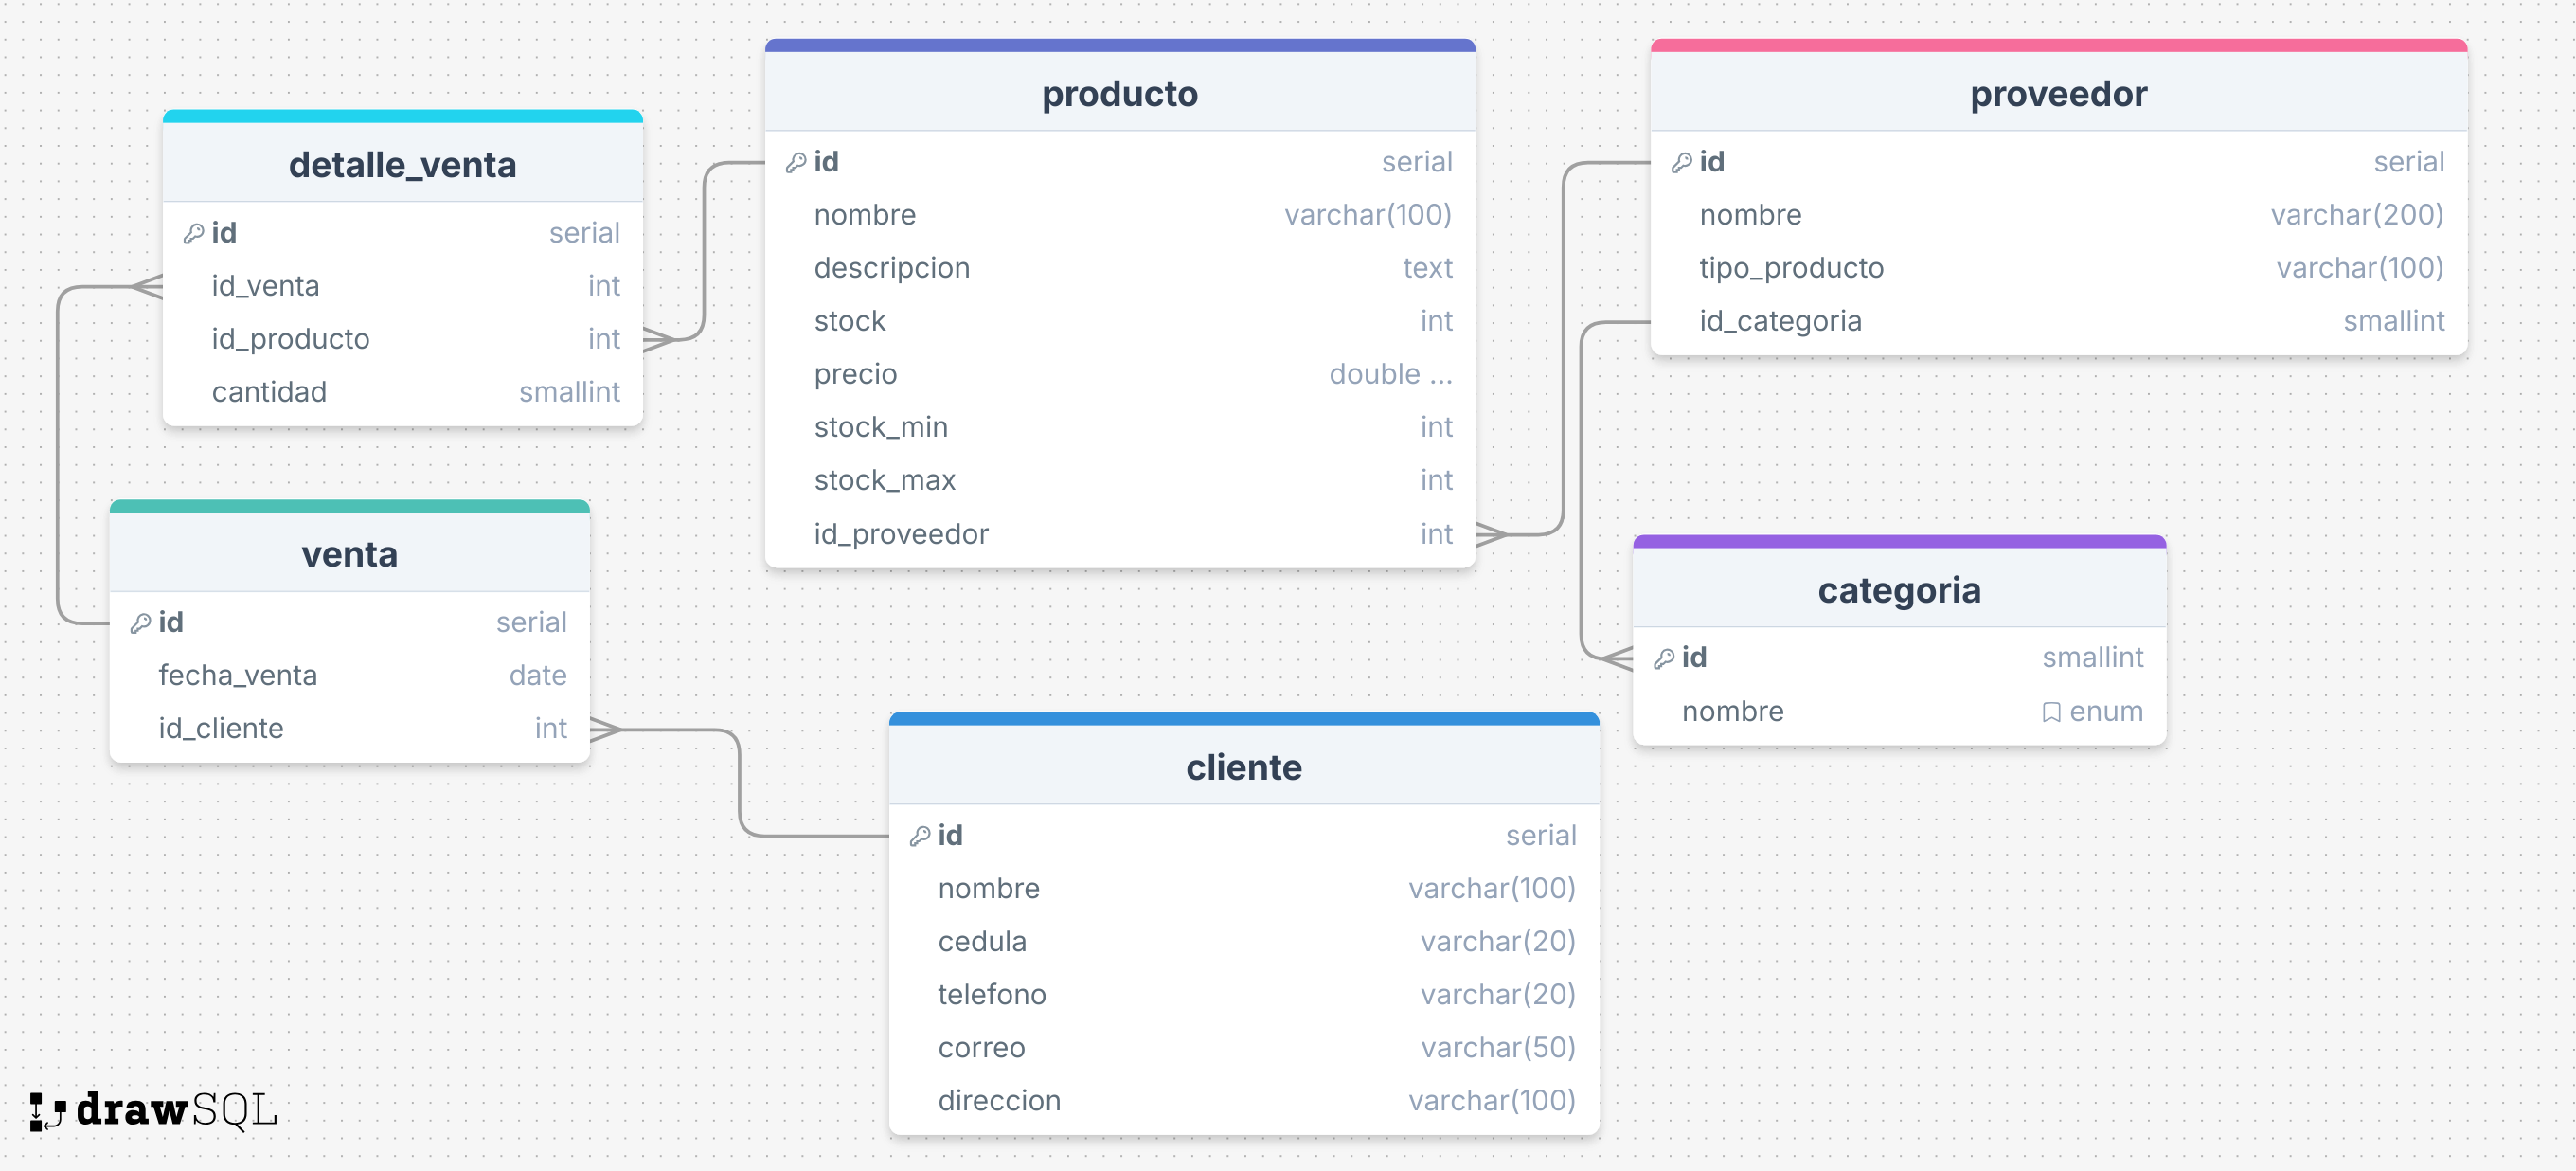 detalle_venta
id serial
id_venta int
id_producto int
cantidad smallint
venta
id serial
fecha_venta date
id_cliente int
producto
id serial
nombre varchar(100)
descripcion text
stock int
precio double ...
stock_min int
stock_max int
id_proveedor int
cliente
id serial
nombre varchar(100)
cedula varchar(20)
telefono varchar(20)
correo varchar(50)
direccion varchar(100)
proveedor
id serial
nombre varchar(200)
tipo_producto varchar(100)
id_categoria smallint
categoria
id smallint
nombre enum
drawSQL